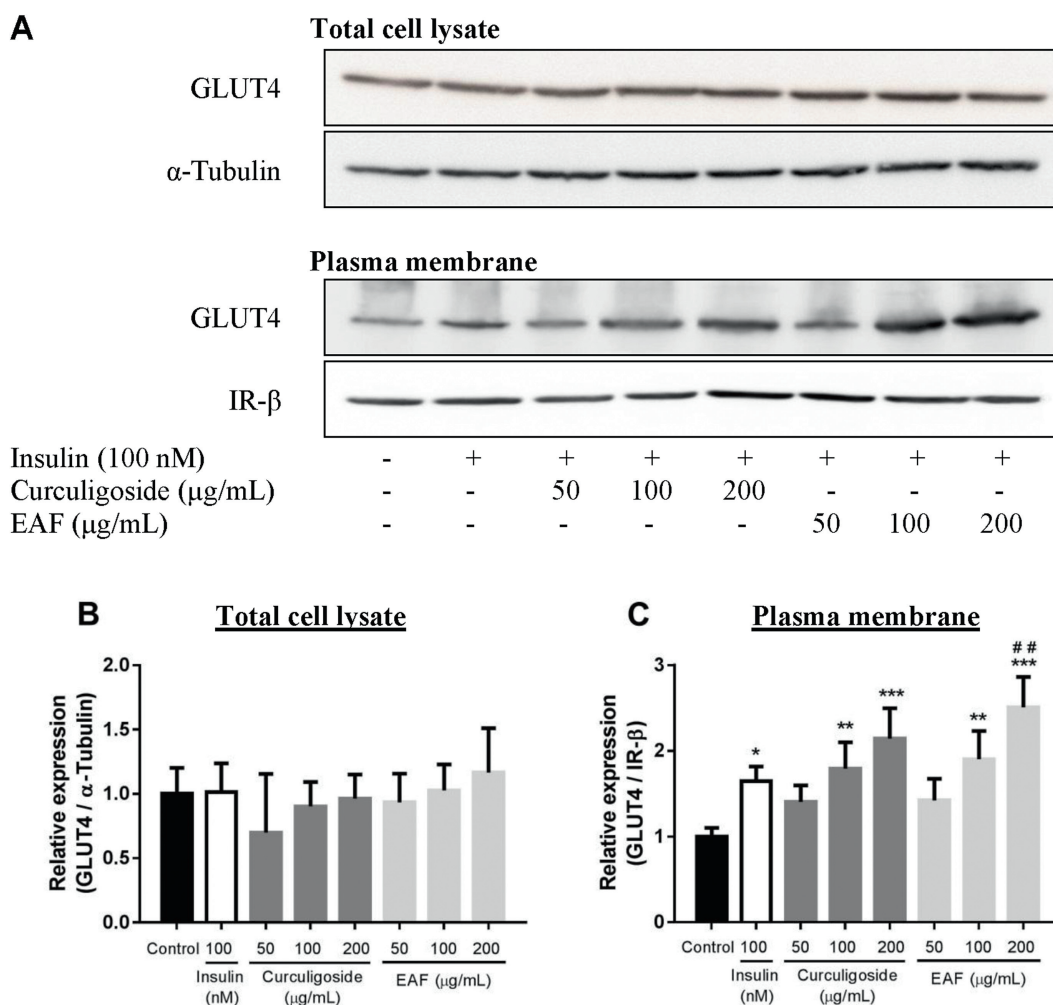 A
Total cell lysate
GLUT4
α-Tubulin
Plasma membrane
GLUT4
IR-β
Insulin (100 nM) - + + + + + + +
Curculigoside (μg/mL) - - 50 100 200 - - -
EAF (μg/mL) - - - - - 50 100 200
B Total cell lysate
Relative expression
(GLUT4 / α-Tubulin)
2.0
1.5
1.0
0.5
0.0
Control 100 50 100 200 50 100 200
Insulin Curculigoside EAF (μg/mL)
(nM) (μg/mL)
C Plasma membrane
Relative expression
(GLUT4 / IR-β)
3
2
1
0
* ** *** ** ##
***
Control 100 50 100 200 50 100 200
Insulin Curculigoside EAF (μg/mL)
(nM) (μg/mL)